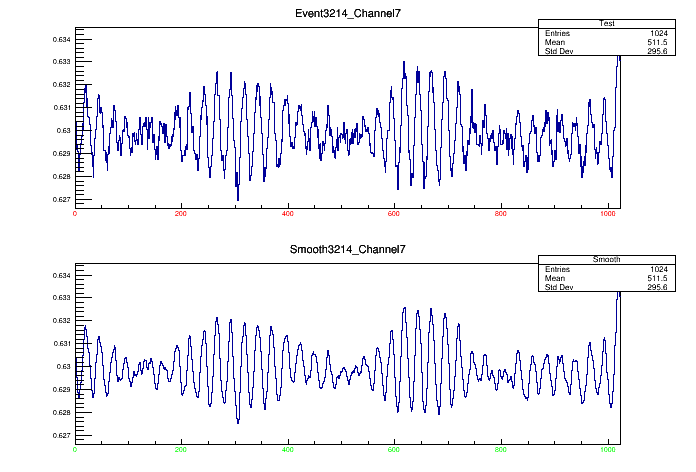 Event3214_Channel7
Test
Entries 1024
Mean 511.5
Std Dev 295.6
0.634
0.633
0.632
0.631
0.63
0.629
0.628
0.627
0 200 400 600 800 1000
Smooth3214_Channel7
Smooth
Entries 1024
Mean 511.5
Std Dev 295.6
0.634
0.633
0.632
0.631
0.63
0.629
0.628
0.627
0 200 400 600 800 1000